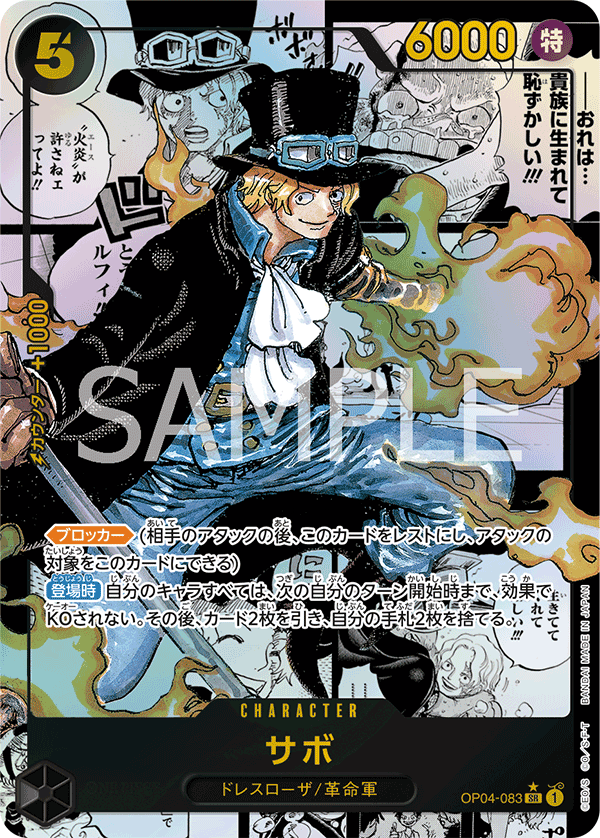 5
6000
特
――おれは…
貴族に生まれて
恥ずかしい!!!
“火炎”が
許さねェ
ってよ!!
エース
ゆる
ルフィ
カウンター+1000
SAMPLE
ブロッカー (相手のアタックの後、このカードをレストにし、アタックの
対象をこのカードにできる)
登場時 自分のキャラすべては、次の自分のターン開始時まで、効果で
KOされない。その後、カード2枚を引き、自分の手札2枚を捨てる。
CHARACTER
サボ
ドレスローザ/革命軍
OP04-083 SR 1
BANDAI MADE IN JAPAN